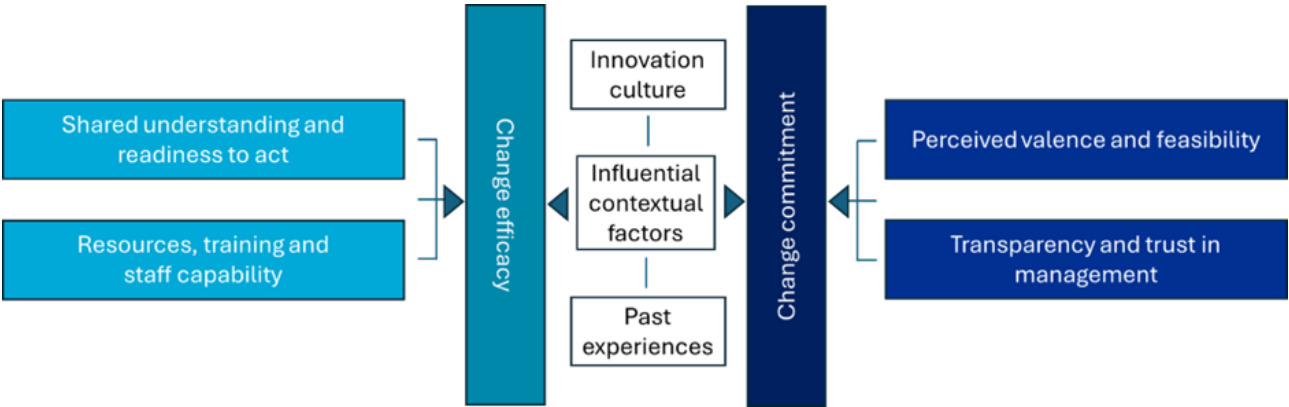 Shared understanding and
readiness to act
Resources, training and
staff capability
Change efficacy
Innovation
culture
Influential
contextual
factors
Past
experiences
Change commitment
Perceived valence and feasibility
Transparency and trust in
management